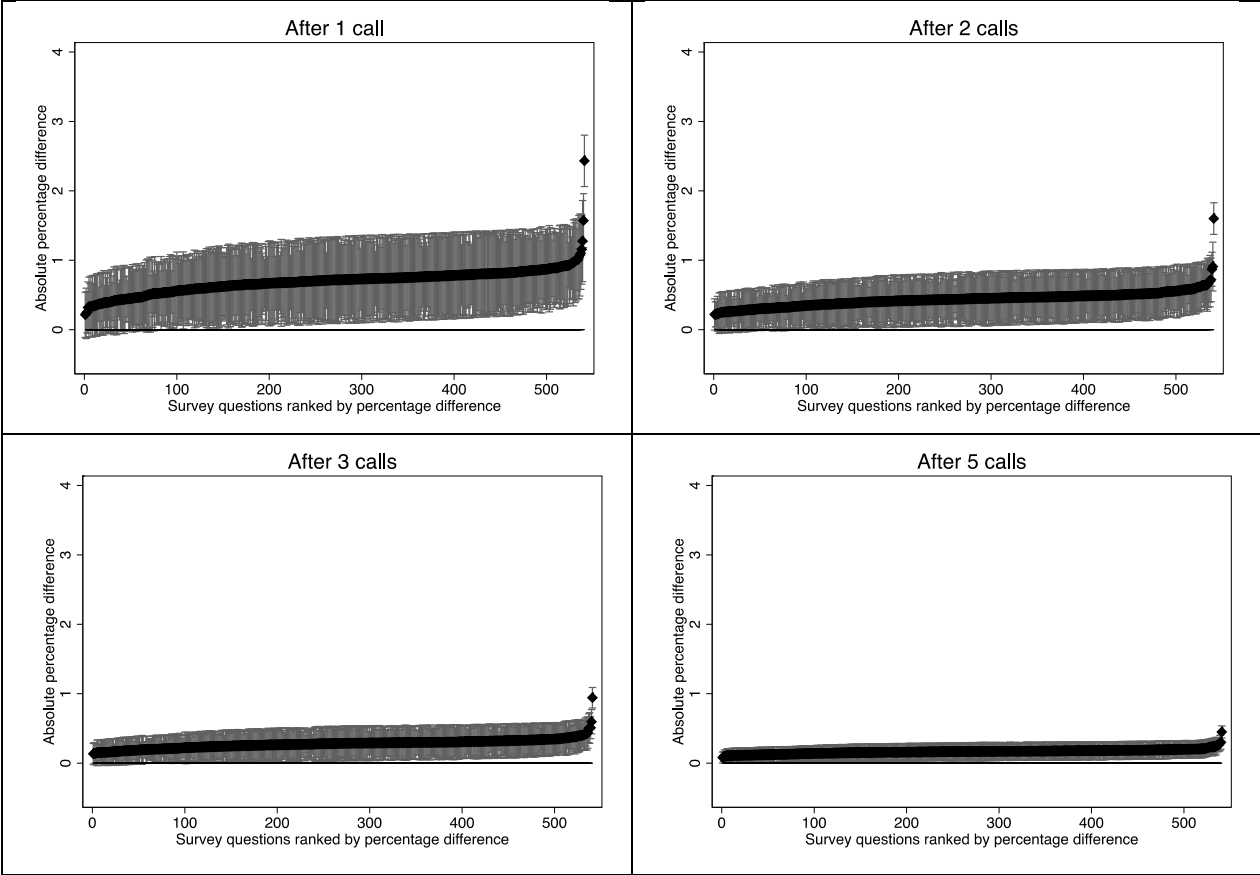 After 1 call
Absolute percentage difference
4
3
2
1
0
0 100 200 300 400 500
Survey questions ranked by percentage difference
After 2 calls
Absolute percentage difference
4
3
2
1
0
0 100 200 300 400 500
Survey questions ranked by percentage difference
After 3 calls
Absolute percentage difference
4
3
2
1
0
0 100 200 300 400 500
Survey questions ranked by percentage difference
After 5 calls
Absolute percentage difference
4
3
2
1
0
0 100 200 300 400 500
Survey questions ranked by percentage difference